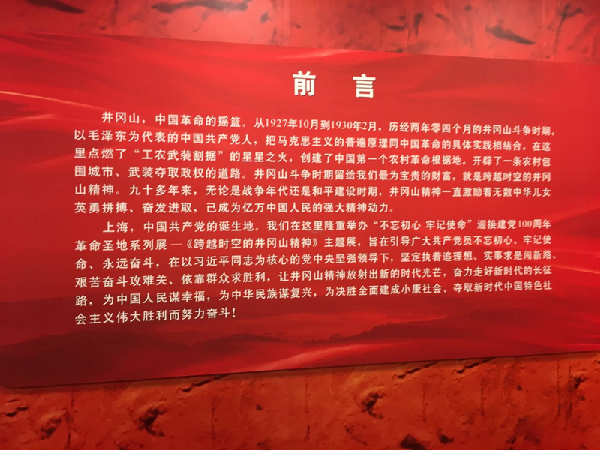 前 言
井冈山，中国革命的摇篮。从1927年10月到1930年2月，历经两年零四个月的井冈山斗争时期，
以毛泽东为代表的中国共产党人，把马克思主义的普遍原理同中国革命的具体实践相结合，在这
里点燃了“工农武装割据”的星星之火，创建了中国第一个农村革命根据地，开辟了一条农村包
围城市、武装夺取政权的道路。井冈山斗争时期留给我们最为宝贵的财富，就是跨越时空的井冈
山精神。九十多年来，无论是战争年代还是和平建设时期，井冈山精神一直激励着无数中华儿女
英勇拼搏、奋发进取，已成为亿万中国人民的强大精神动力。
上海，中国共产党的诞生地。我们在这里隆重举办“不忘初心 牢记使命”迎接建党100周年
革命圣地系列展—《跨越时空的井冈山精神》主题展，旨在引导广大共产党员不忘初心、牢记使
命、永远奋斗，在以习近平同志为核心的党中央坚强领导下，坚定执着追理想、实事求是闯新路、
艰苦奋斗攻难关、依靠群众求胜利，让井冈山精神放射出新的时代光芒，奋力走好新时代的长征
路，为中国人民谋幸福，为中华民族谋复兴，为决胜全面建成小康社会、夺取新时代中国特色社
会主义伟大胜利而努力奋斗！